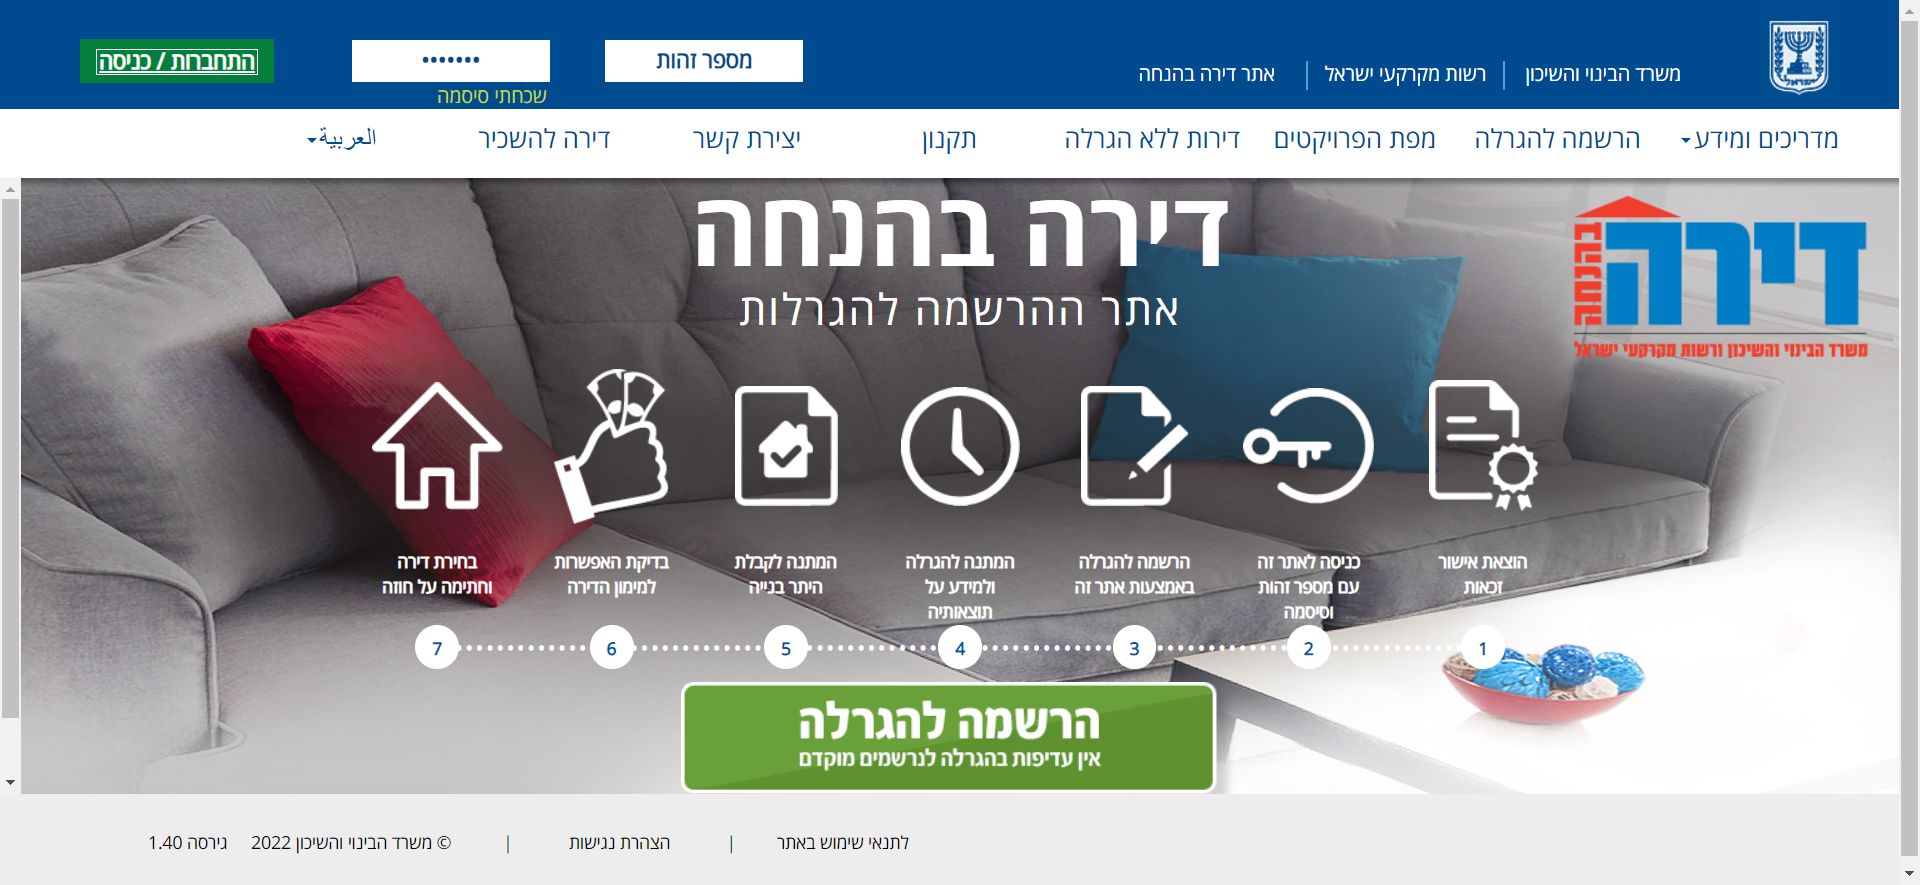 משרד הבינוי והשיכון
רשות מקרקעי ישראל
אתר דירה בהנחה
מספר זהות
•••••••
התחברות / כניסה
שכחתי סיסמה
מדריכים ומידע
הרשמה להגרלה
מפת הפרויקטים
דירות ללא הגרלה
תקנון
יצירת קשר
דירה להשכיר
العربية
דירה בהנחה
אתר ההרשמה להגרלות
דירה
בהנחה
משרד הבינוי והשיכון ורשות מקרקעי ישראל
הוצאת אישור
זכאות
כניסה לאתר זה
עם מספר זהות
וסיסמה
הרשמה להגרלה
באמצעות אתר זה
המתנה להגרלה
ולמידע על
תוצאותיה
המתנה לקבלת
היתר בנייה
בדיקת האפשרות
למימון הדירה
בחירת דירה
וחתימה על חוזה
1
2
3
4
5
6
7
הרשמה להגרלה
אין עדיפות בהגרלה לנרשמים מוקדם
לתנאי שימוש באתר
|
הצהרת נגישות
|
© משרד הבינוי והשיכון 2022
גירסה 1.40